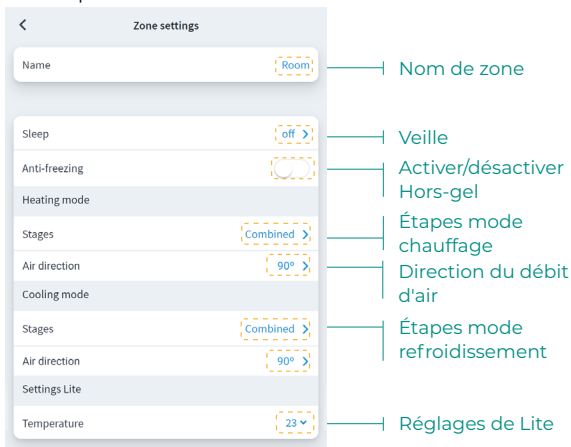 Zone settings
Name Room Nom de zone
Sleep off Veille
Anti-freezing Activer/désactiver
Hors-gel
Heating mode
Stages Combined Étapes mode
chauffage
Air direction 90º Direction du débit
d'air
Cooling mode
Stages Combined Étapes mode
refroidissement
Air direction 90º
Settings Lite
Temperature 23 Réglages de Lite